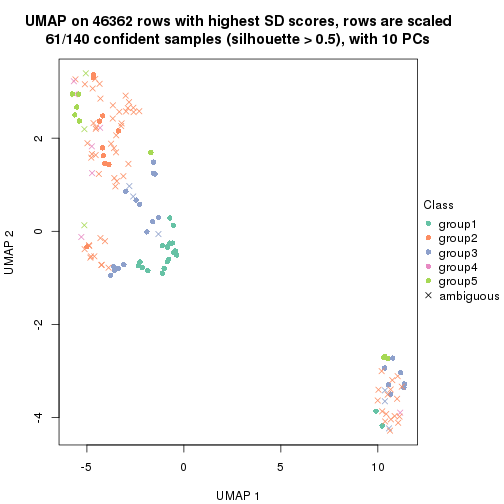 UMAP on 46362 rows with highest SD scores, rows are scaled
61/140 confident samples (silhouette > 0.5), with 10 PCs
2
0
-2
-4
UMAP 2
-5
0
5
10
UMAP 1
Class
group1
group2
group3
group4
group5
ambiguous